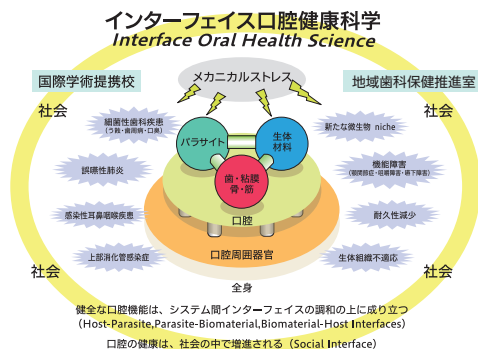 インターフェイス口腔健康科学
Interface Oral Health Science
国際学術提携校
メカニカルストレス
地域歯科保健推進室
社会
社会
細菌性歯科疾患
(う蝕・歯周病・口臭)
パラサイト
生体
材料
新たな微生物 niche
誤嚥性肺炎
歯・粘膜
骨・筋
機能障害
(顎関節症・咀嚼障害・嚥下障害)
感染性耳鼻咽喉疾患
口腔
耐久性減少
上部消化管感染症
口腔周囲器官
生体組織不適応
社会
社会
全身
健全な口腔機能は、システム間インターフェイスの調和の上に成り立つ
(Host-Parasite,Parasite-Biomaterial,Biomaterial-Host Interfaces)
口腔の健康は、社会の中で増進される(Social Interface)